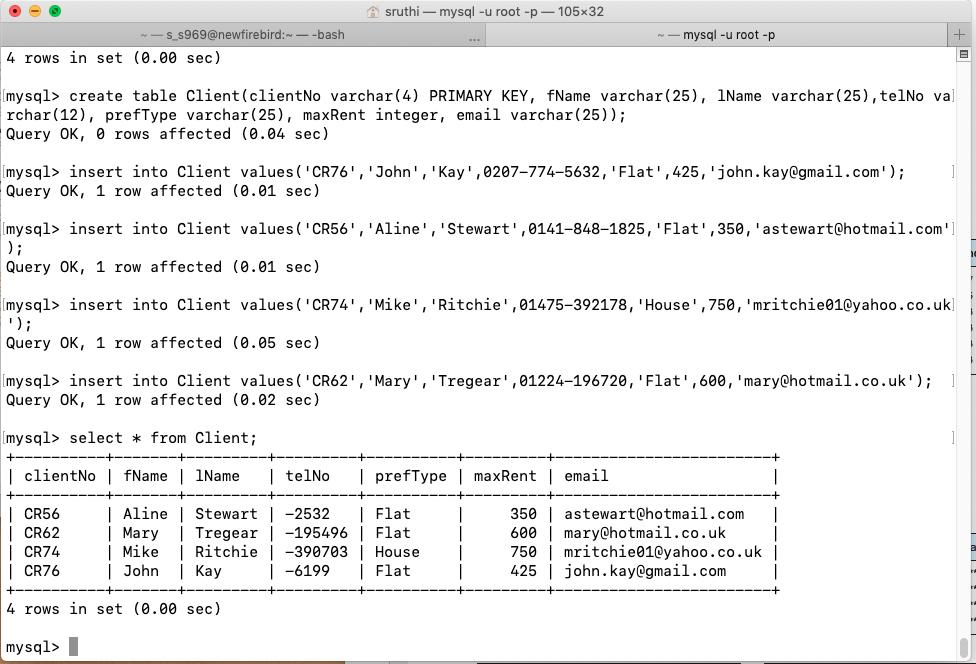 sruthi — mysql -u root -p — 105×32
~ — s_s969@newfirebird:~ — -bash ... ~ — mysql -u root -p +
4 rows in set (0.00 sec)
[mysql> create table Client(clientNo varchar(4) PRIMARY KEY, fName varchar(25), lName varchar(25),telNo va]
rchar(12), prefType varchar(25), maxRent integer, email varchar(25));
Query OK, 0 rows affected (0.04 sec)
[mysql> insert into Client values('CR76','John','Kay',0207-774-5632,'Flat',425,'john.kay@gmail.com'); ]
Query OK, 1 row affected (0.01 sec)
[mysql> insert into Client values('CR56','Aline','Stewart',0141-848-1825,'Flat',350,'astewart@hotmail.com']
);
Query OK, 1 row affected (0.01 sec)
[mysql> insert into Client values('CR74','Mike','Ritchie',01475-392178,'House',750,'mritchie01@yahoo.co.uk]
');
Query OK, 1 row affected (0.05 sec)
[mysql> insert into Client values('CR62','Mary','Tregear',01224-196720,'Flat',600,'mary@hotmail.co.uk'); ]
Query OK, 1 row affected (0.02 sec)
[mysql> select * from Client; ]
+----------+-------+---------+---------+----------+---------+------------------------+
| clientNo | fName | lName | telNo | prefType | maxRent | email |
+----------+-------+---------+---------+----------+---------+------------------------+
| CR56 | Aline | Stewart | -2532 | Flat | 350 | astewart@hotmail.com |
| CR62 | Mary | Tregear | -195496 | Flat | 600 | mary@hotmail.co.uk |
| CR74 | Mike | Ritchie | -390703 | House | 750 | mritchie01@yahoo.co.uk |
| CR76 | John | Kay | -6199 | Flat | 425 | john.kay@gmail.com |
+----------+-------+---------+---------+----------+---------+------------------------+
4 rows in set (0.00 sec)
mysql>